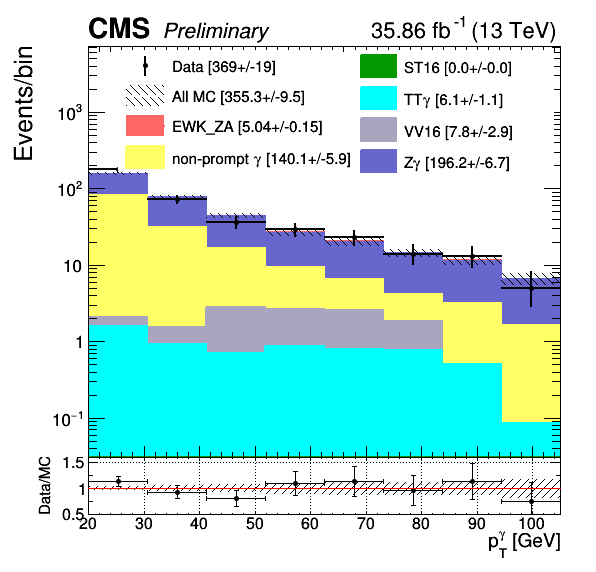 CMS Preliminary 35.86 fb⁻¹ (13 TeV)
Events/bin
Data [369+/-19]
All MC [355.3+/-9.5]
EWK_ZA [5.04+/-0.15]
non-prompt γ [140.1+/-5.9]
ST16 [0.0+/-0.0]
TTγ [6.1+/-1.1]
VV16 [7.8+/-2.9]
Zγ [196.2+/-6.7]
10³
10²
10
1
10⁻¹
Data/MC
1.5
1
0.5
20 30 40 50 60 70 80 90 100
p_T^γ [GeV]